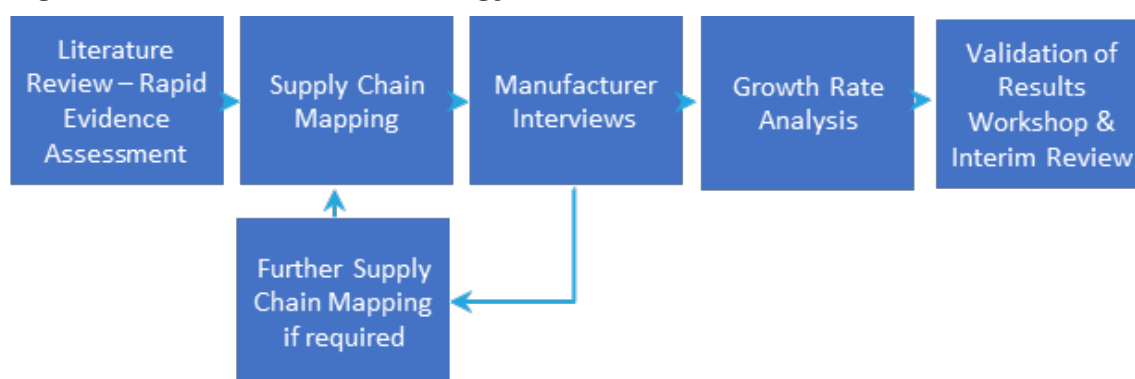 Literature
Review – Rapid
Evidence
Assessment
Supply Chain
Mapping
Manufacturer
Interviews
Growth Rate
Analysis
Validation of
Results
Workshop &
Interim Review
Further Supply
Chain Mapping
if required